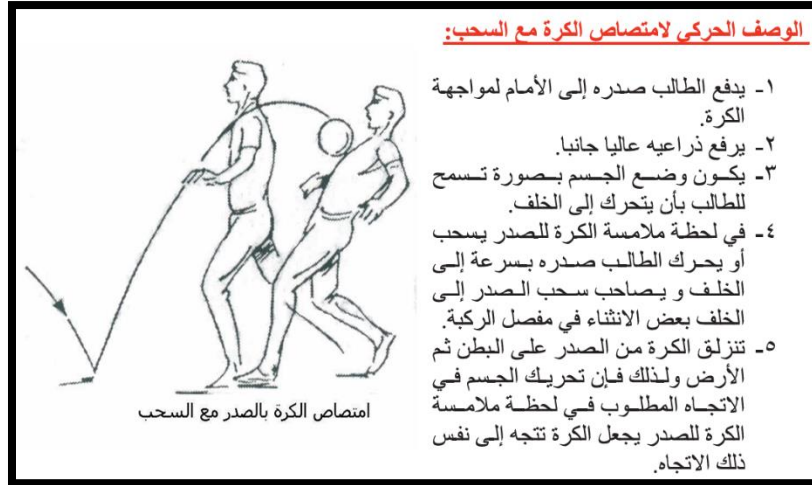 الوصف الحركي لامتصاص الكرة مع السحب:
١- يدفع الطالب صدره إلى الأمام لمواجهة
الكرة.
٢- يرفع ذراعيه عاليا جانبا.
٣- يكون وضع الجسم بصورة تسمح
للطالب بأن يتحرك إلى الخلف.
٤- في لحظة ملامسة الكرة للصدر يسحب
أو يحرك الطالب صدره بسرعة إلى
الخلف و يصاحب سحب الصدر إلى
الخلف بعض الانثناء في مفصل الركبة.
٥- تنزلق الكرة من الصدر على البطن ثم
الأرض ولذلك فإن تحريك الجسم في
الاتجاه المطلوب في لحظة ملامسة
الكرة للصدر يجعل الكرة تتجه إلى نفس
ذلك الاتجاه.
امتصاص الكرة بالصدر مع السحب